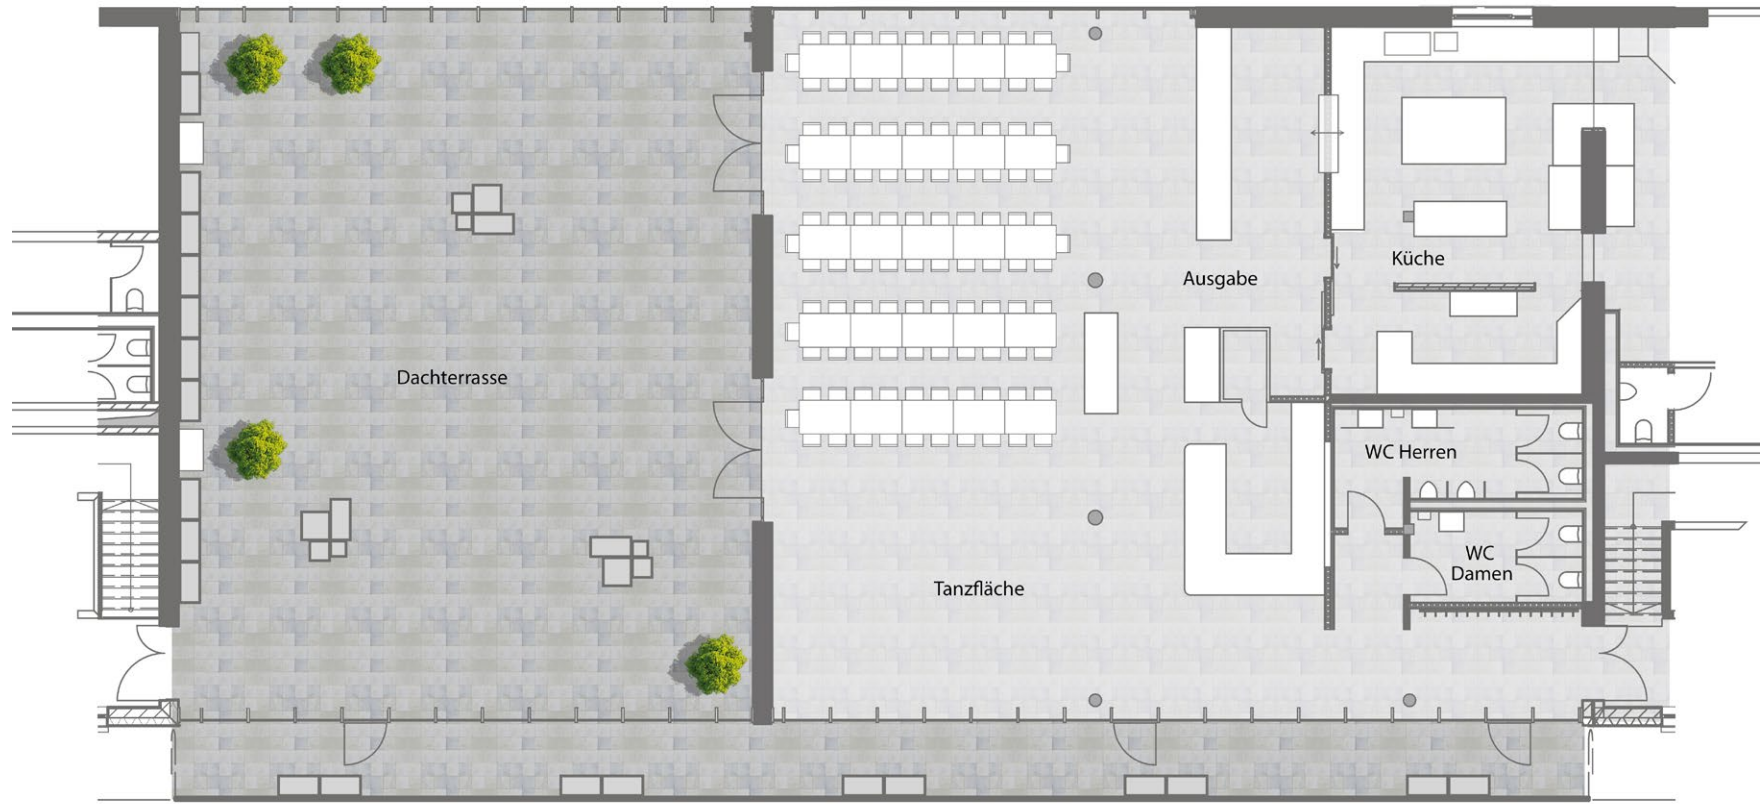 Ausgabe
Küche
Dachterrasse
WC Herren
WC
Damen
Tanzfläche